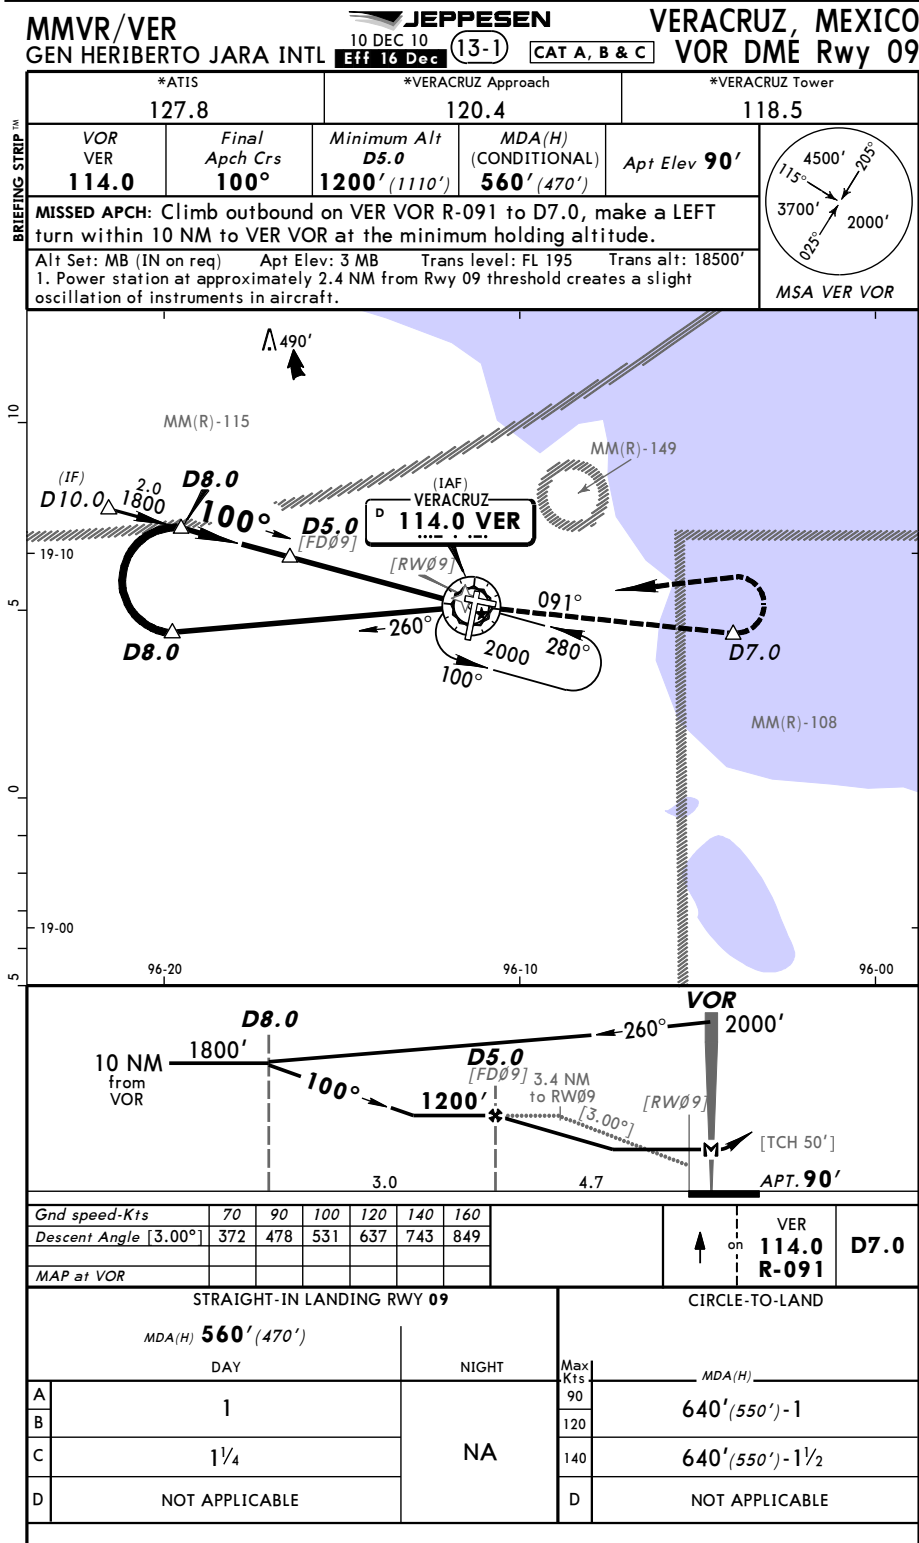 MMVR/VER
GEN HERIBERTO JARA INTL
JEPPESEN
10 DEC 10
Eff 16 Dec
13-1
CAT A, B & C
VERACRUZ, MEXICO
VOR DME Rwy 09
BRIEFING STRIP TM
*ATIS
127.8
*VERACRUZ Approach
120.4
*VERACRUZ Tower
118.5
VOR
VER
114.0
Final
Apch Crs
100°
Minimum Alt
D5.0
1200' (1110')
MDA(H)
(CONDITIONAL)
560' (470')
Apt Elev 90'
MISSED APCH: Climb outbound on VER VOR R-091 to D7.0, make a LEFT
turn within 10 NM to VER VOR at the minimum holding altitude.
Alt Set: MB (IN on req) Apt Elev: 3 MB Trans level: FL 195 Trans alt: 18500'
1. Power station at approximately 2.4 NM from Rwy 09 threshold creates a slight
oscillation of instruments in aircraft.
4500'
205°
115°
3700'
2000'
025°
MSA VER VOR
490'
10
MM(R)-115
MM(R)-149
(IF)
D10.0
2.0
1800
D8.0
100°
D5.0
[FD09]
(IAF)
VERACRUZ
D
114.0 VER
[RW09]
19-10
5
091°
260°
280°
2000
100°
D8.0
D7.0
MM(R)-108
0
19-00
5
96-20
96-10
96-00
VOR
D8.0
1800'
10 NM
from
VOR
260°
2000'
D5.0
[FD09]
3.4 NM
to RW09
[3.00°]
[RW09]
100°
1200'
M
[TCH 50']
3.0
4.7
APT. 90'
Gnd speed-Kts 70 90 100 120 140 160
Descent Angle [3.00°] 372 478 531 637 743 849
MAP at VOR
on
VER
114.0
R-091
D7.0
STRAIGHT-IN LANDING RWY 09
MDA(H) 560' (470')
DAY
NIGHT
CIRCLE-TO-LAND
Max
Kts
MDA(H)
A
B
1
NA
90
120
640' (550')-1
C
1 1/4
140
640' (550')-1 1/2
D
NOT APPLICABLE
D
NOT APPLICABLE